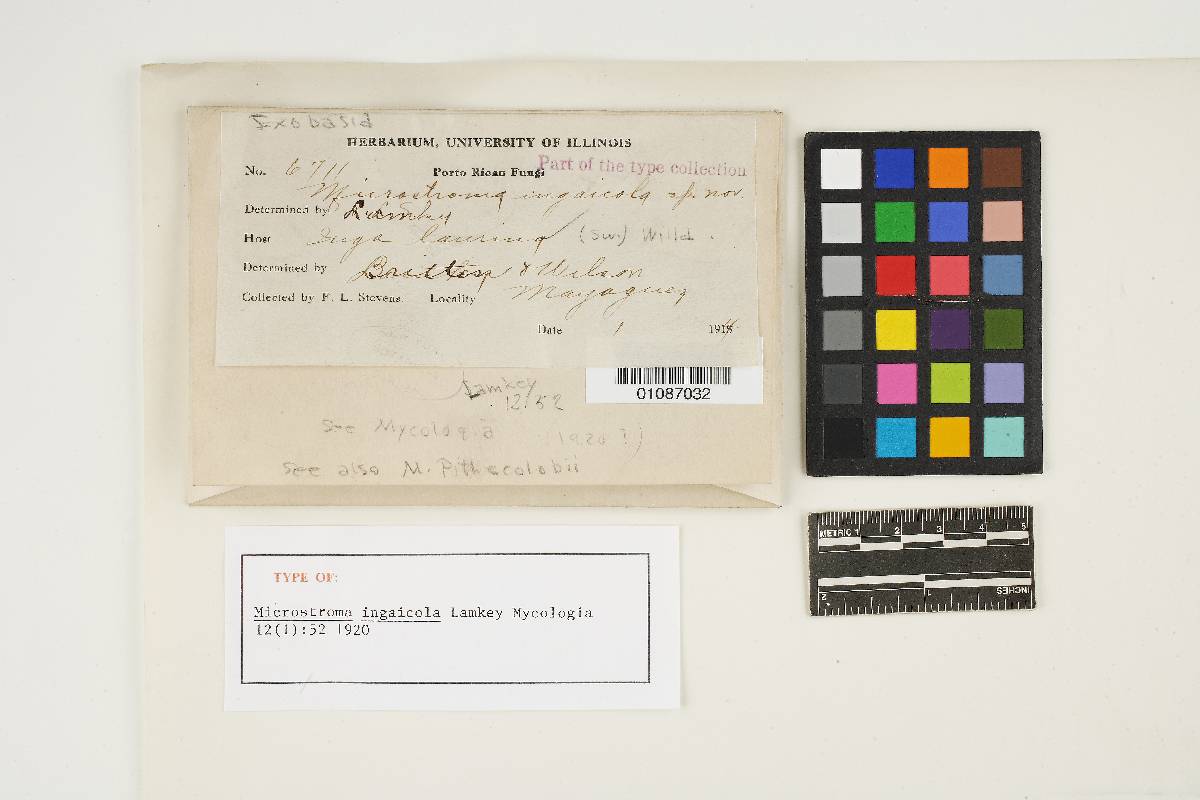 Exobasid
HERBARIUM, UNIVERSITY OF ILLINOIS
No. 6711 Porto Rican Fungi Part of the type collection
Microstroma ingaicola sp. nov.
Determined by Lamkey
Host Inga laurina (Sw.) Willd.
Determined by Britton & Wilson
Collected by F. L. Stevens. Locality Mayaguez
Date 1 1914
01087032
Lamkey
12:52
See Mycologia (1920?)
See also M. Pithecolobii
TYPE OF:
Microstroma ingaicola Lamkey Mycologia
12(1):52 1920
METRIC 1 2 3 4 5
2 1 INCHES